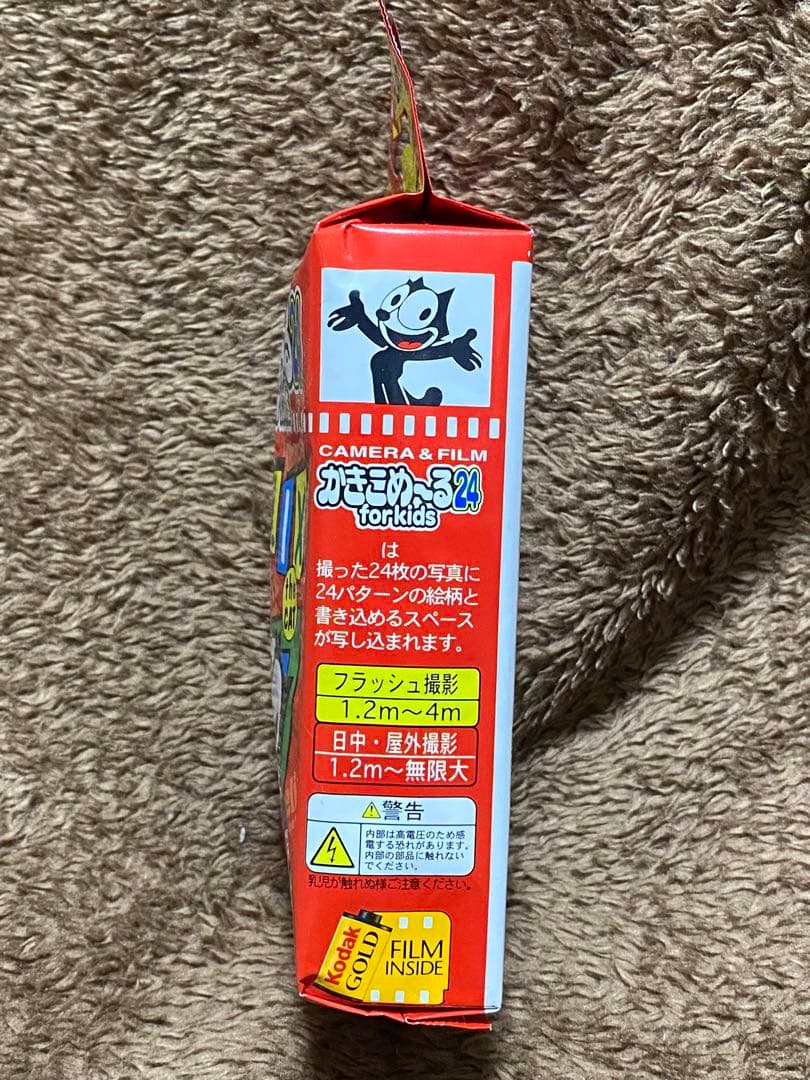 CAMERA & FILM
かきこめ〜る24
for kids
は
撮った24枚の写真に
24パターンの絵柄と
書き込めるスペース
が写し込まれます。
フラッシュ撮影
1.2m〜4m
日中・屋外撮影
1.2m〜無限大
警告
内部は高電圧のため感
電する恐れがあります。
内部の部品に触れない
でください。
乳児が触れぬ様ご注意ください。
Kodak
GOLD
FILM
INSIDE
the
CAT